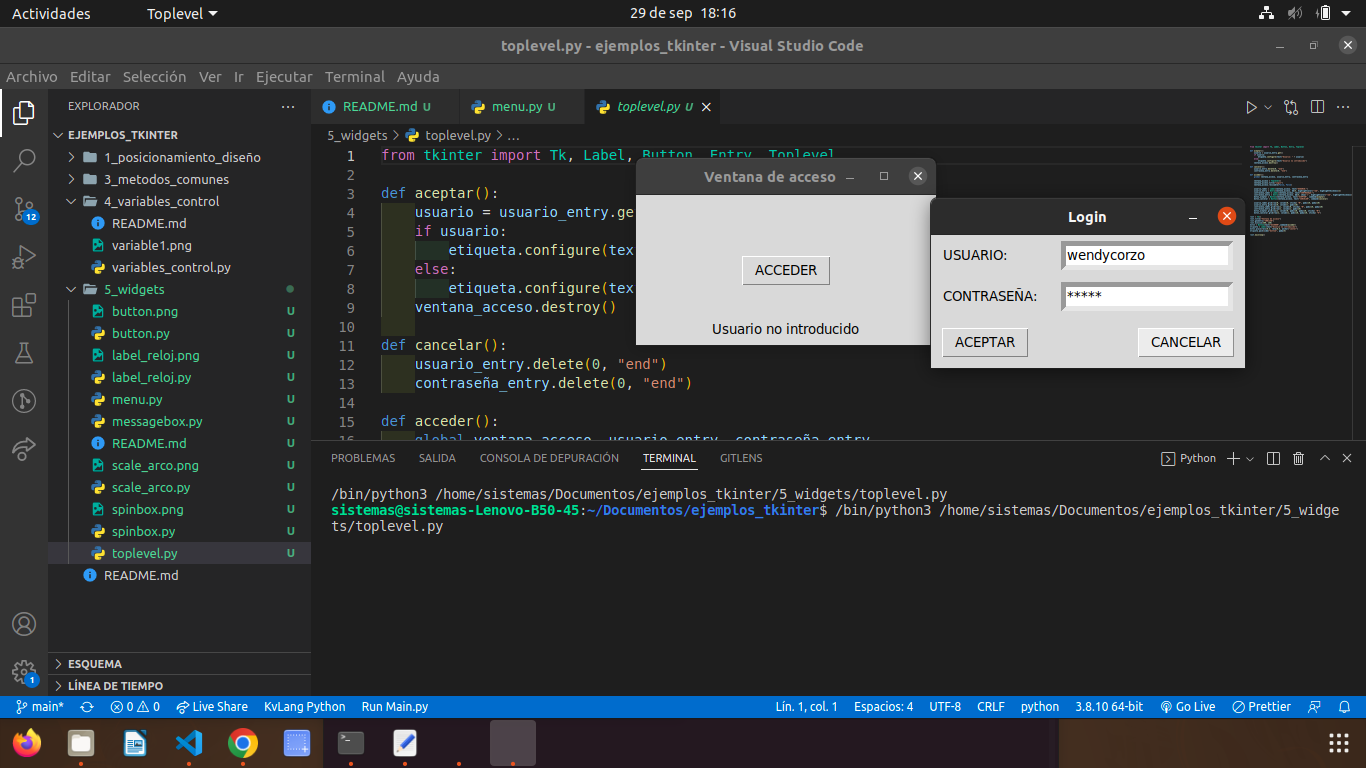 Actividades
Toplevel
29 de sep 18:16
toplevel.py - ejemplos_tkinter - Visual Studio Code
Archivo Editar Selección Ver Ir Ejecutar Terminal Ayuda
EXPLORADOR
EJEMPLOS_TKINTER
1_posicionamiento_diseño
3_metodos_comunes
4_variables_control
README.md
variable1.png
variables_control.py
5_widgets
button.png U
button.py U
label_reloj.png U
label_reloj.py U
menu.py U
messagebox.py U
README.md U
scale_arco.png U
scale_arco.py U
spinbox.png U
spinbox.py U
toplevel.py U
README.md
ESQUEMA
LÍNEA DE TIEMPO
12
1
README.md U
menu.py U
toplevel.py U
5_widgets > toplevel.py > ...
1 from tkinter import Tk, Label, Button, Entry, Toplevel
2
3 def aceptar():
4 usuario = usuario_entry.ge
5 if usuario:
6 etiqueta.configure(tex
7 else:
8 etiqueta.configure(tex
9 ventana_acceso.destroy()
10
11 def cancelar():
12 usuario_entry.delete(0, "end")
13 contraseña_entry.delete(0, "end")
14
15 def acceder():
16 global ventana_acceso, usuario_entry, contraseña_entry
Ventana de acceso
ACCEDER
Usuario no introducido
Login
USUARIO: wendycorzo
CONTRASEÑA: *****
ACEPTAR CANCELAR
PROBLEMAS SALIDA CONSOLA DE DEPURACIÓN TERMINAL GITLENS
Python
/bin/python3 /home/sistemas/Documentos/ejemplos_tkinter/5_widgets/toplevel.py
sistemas@sistemas-Lenovo-B50-45:~/Documentos/ejemplos_tkinter$ /bin/python3 /home/sistemas/Documentos/ejemplos_tkinter/5_widge
ts/toplevel.py
main* 0 0 Live Share KvLang Python Run Main.py
Lín. 1, col. 1 Espacios: 4 UTF-8 CRLF python 3.8.10 64-bit Go Live Prettier